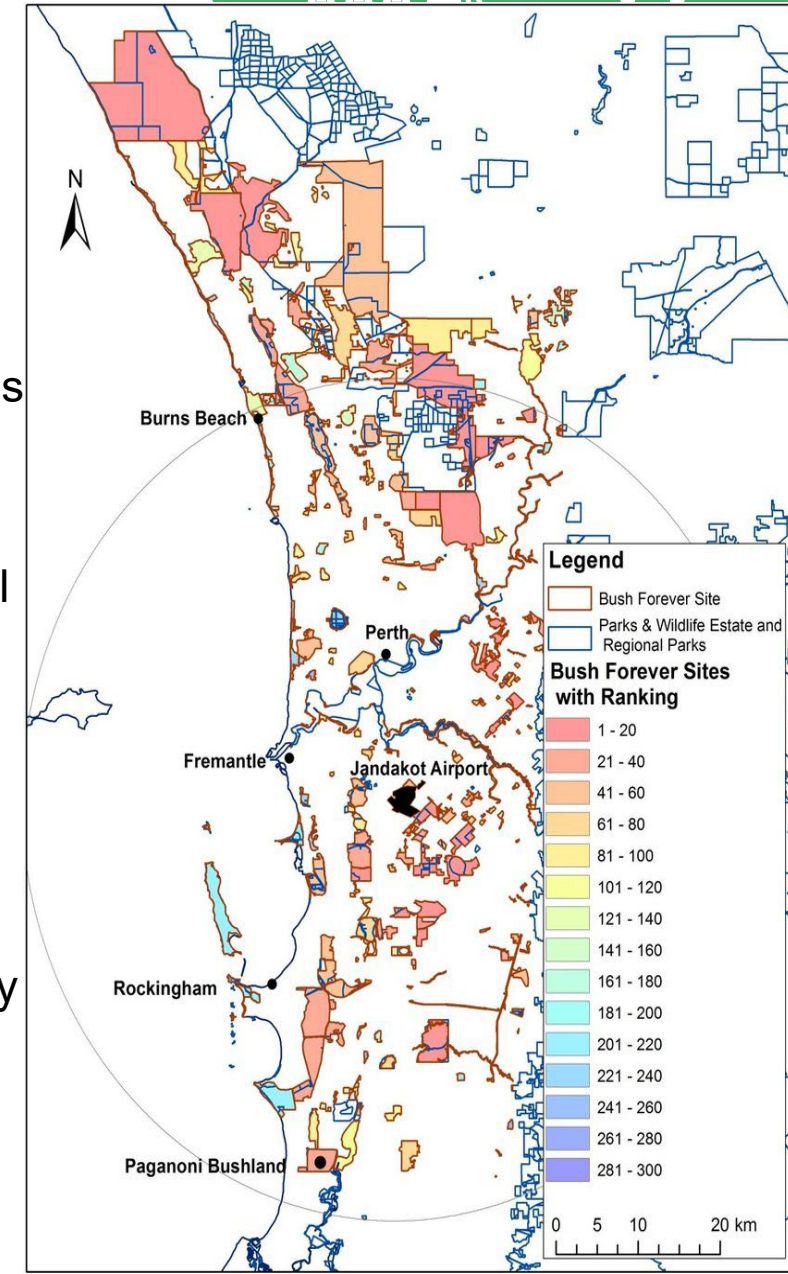 N
s
Burns Beach
l
Legend
Bush Forever Site
Parks & Wildlife Estate and
Regional Parks
Perth
Bush Forever Sites
with Ranking
1 - 20
Fremantle
Jandakot Airport
21 - 40
41 - 60
61 - 80
81 - 100
101 - 120
121 - 140
141 - 160
y
Rockingham
161 - 180
181 - 200
201 - 220
221 - 240
241 - 260
261 - 280
Paganoni Bushland
281 - 300
0 5 10 20 km